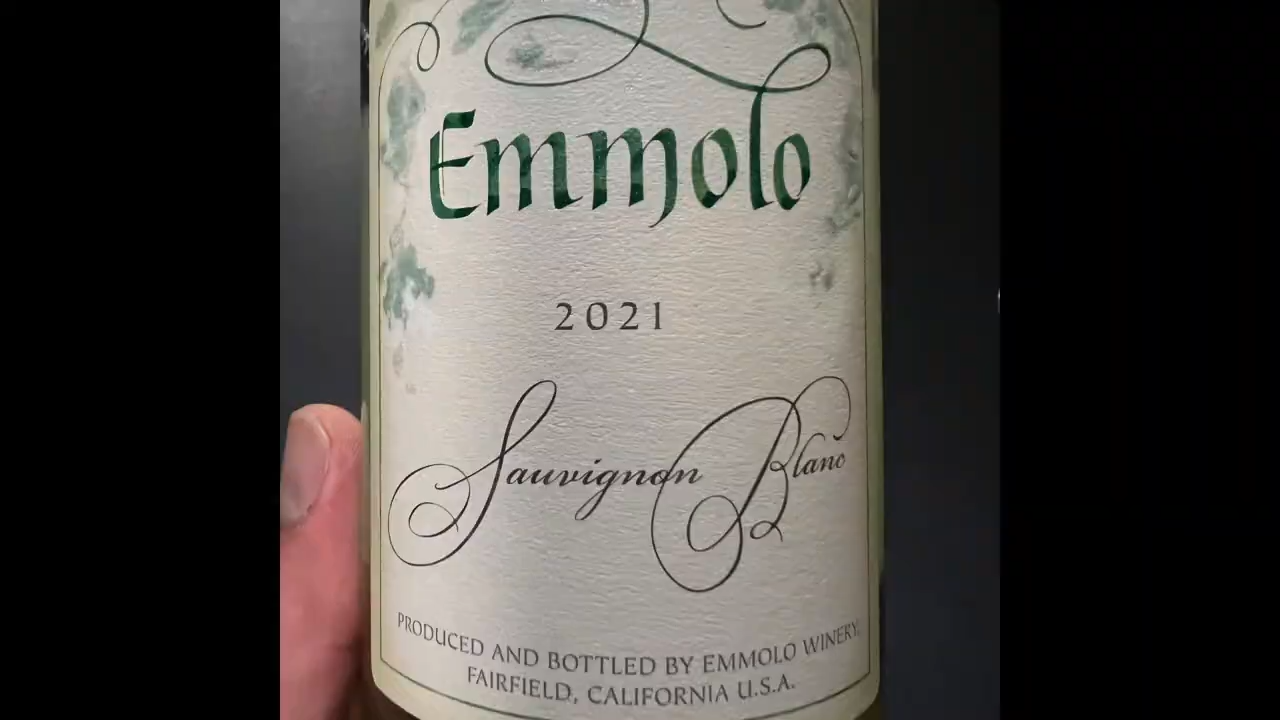 Emmolo
2021
Sauvignon Blanc
PRODUCED AND BOTTLED BY EMMOLO WINERY,
FAIRFIELD, CALIFORNIA U.S.A.